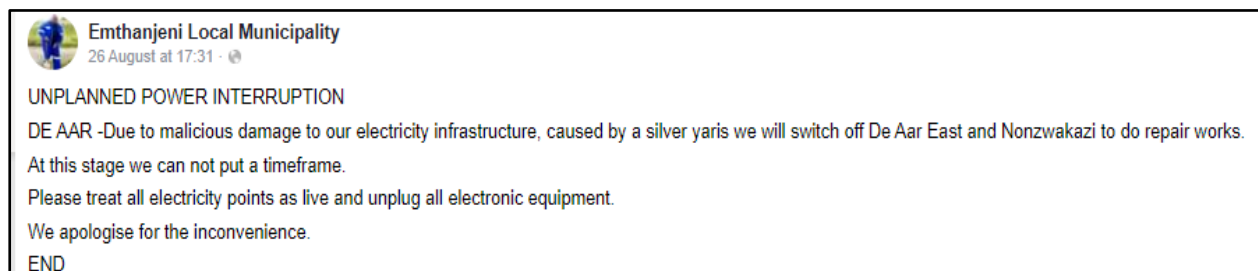 Emthanjeni Local Municipality
26 August at 17:31 ·
UNPLANNED POWER INTERRUPTION
DE AAR -Due to malicious damage to our electricity infrastructure, caused by a silver yaris we will switch off De Aar East and Nonzwakazi to do repair works.
At this stage we can not put a timeframe.
Please treat all electricity points as live and unplug all electronic equipment.
We apologise for the inconvenience.
END